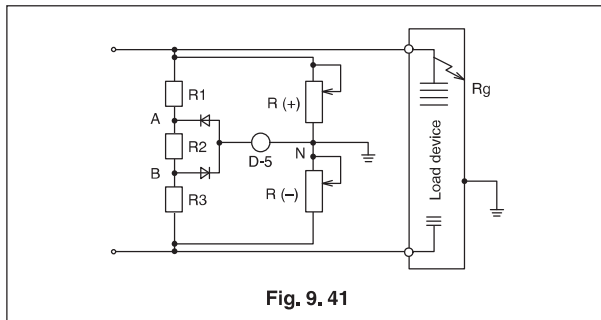 R1
R (+)
Rg
A
R2
N
D-5
B
R3
R (–)
Load device
Fig. 9. 41